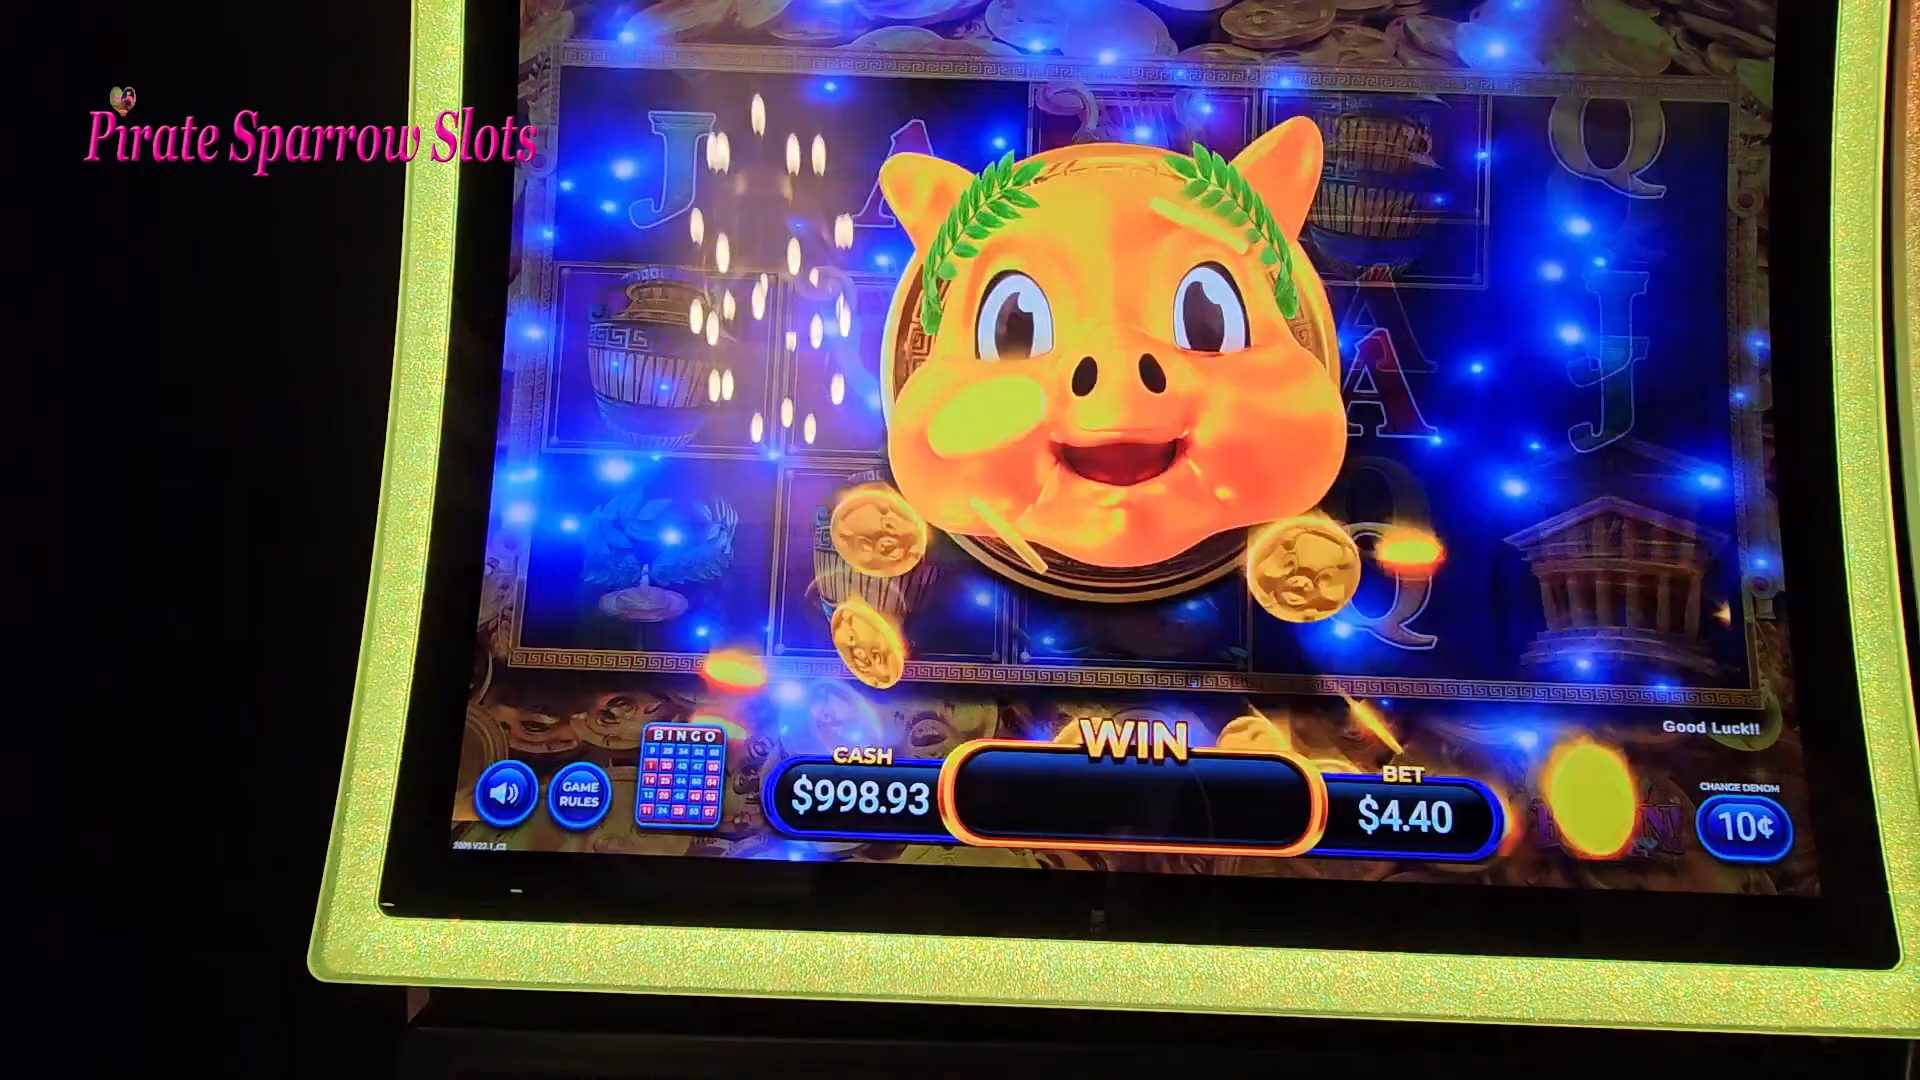 Pirate Sparrow Slots
J
A
Q
A
J
A
J
Q
Q
Good Luck!!
WIN
CASH
$998.93
BET
$4.40
GAME
RULES
BINGO
CHANGE DENOM
10¢